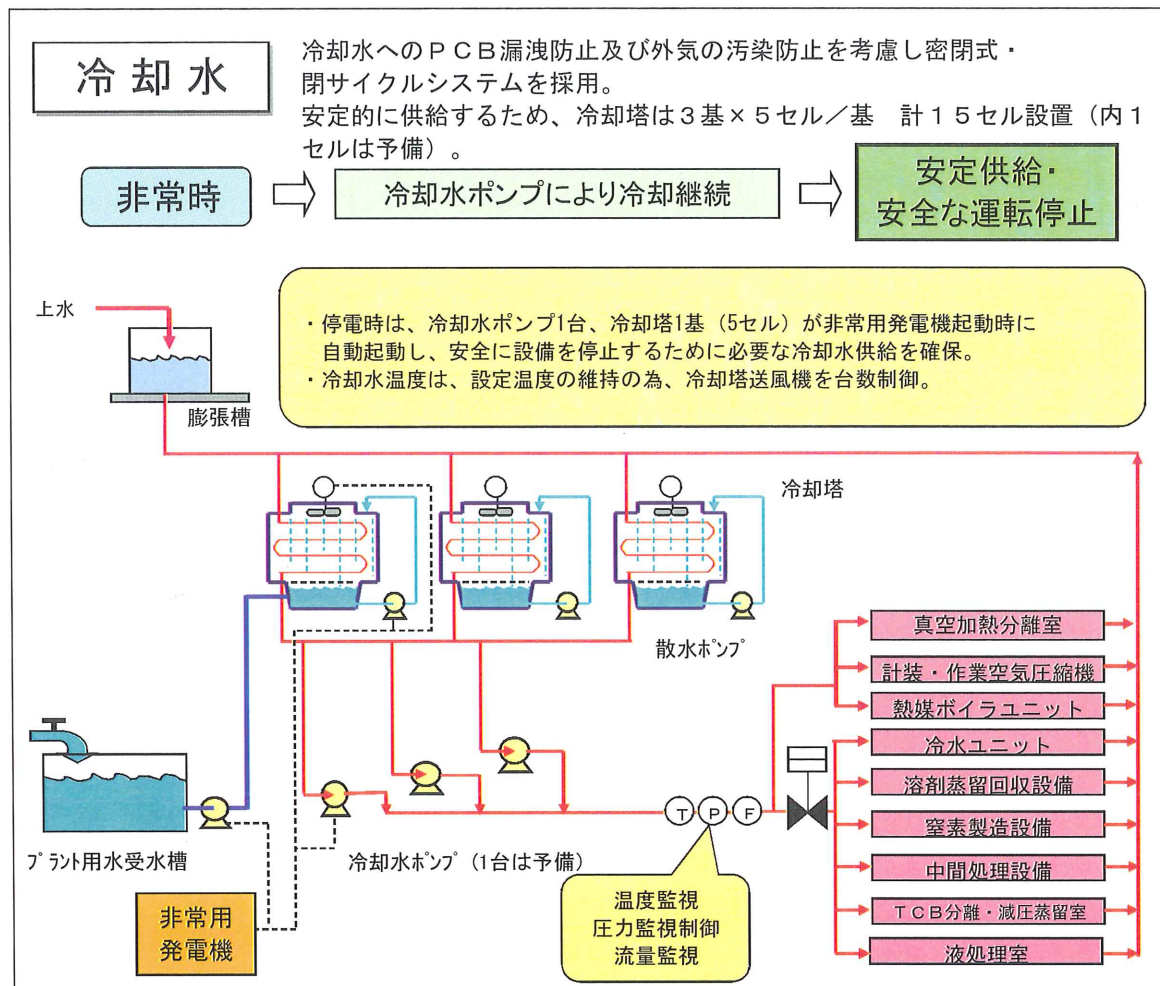 冷却水
冷却水へのＰＣＢ漏洩防止及び外気の汚染防止を考慮し密閉式・
閉サイクルシステムを採用。
安定的に供給するため、冷却塔は３基×５セル／基　計１５セル設置（内１
セルは予備）。
非常時
冷却水ポンプにより冷却継続
安定供給・
安全な運転停止
・停電時は、冷却水ポンプ1台、冷却塔1基（5セル）が非常用発電機起動時に
自動起動し、安全に設備を停止するために必要な冷却水供給を確保。
・冷却水温度は、設定温度の維持の為、冷却塔送風機を台数制御。
上水
膨張槽
冷却塔
散水ﾎﾟﾝﾌﾟ
真空加熱分離室
計装・作業空気圧縮機
熱媒ボイラユニット
冷水ユニット
溶剤蒸留回収設備
窒素製造設備
中間処理設備
ＴＣＢ分離・減圧蒸留室
液処理室
T P F
ﾌﾟﾗﾝﾄ用水受水槽
冷却水ﾎﾟﾝﾌﾟ（1台は予備）
温度監視
圧力監視制御
流量監視
非常用
発電機